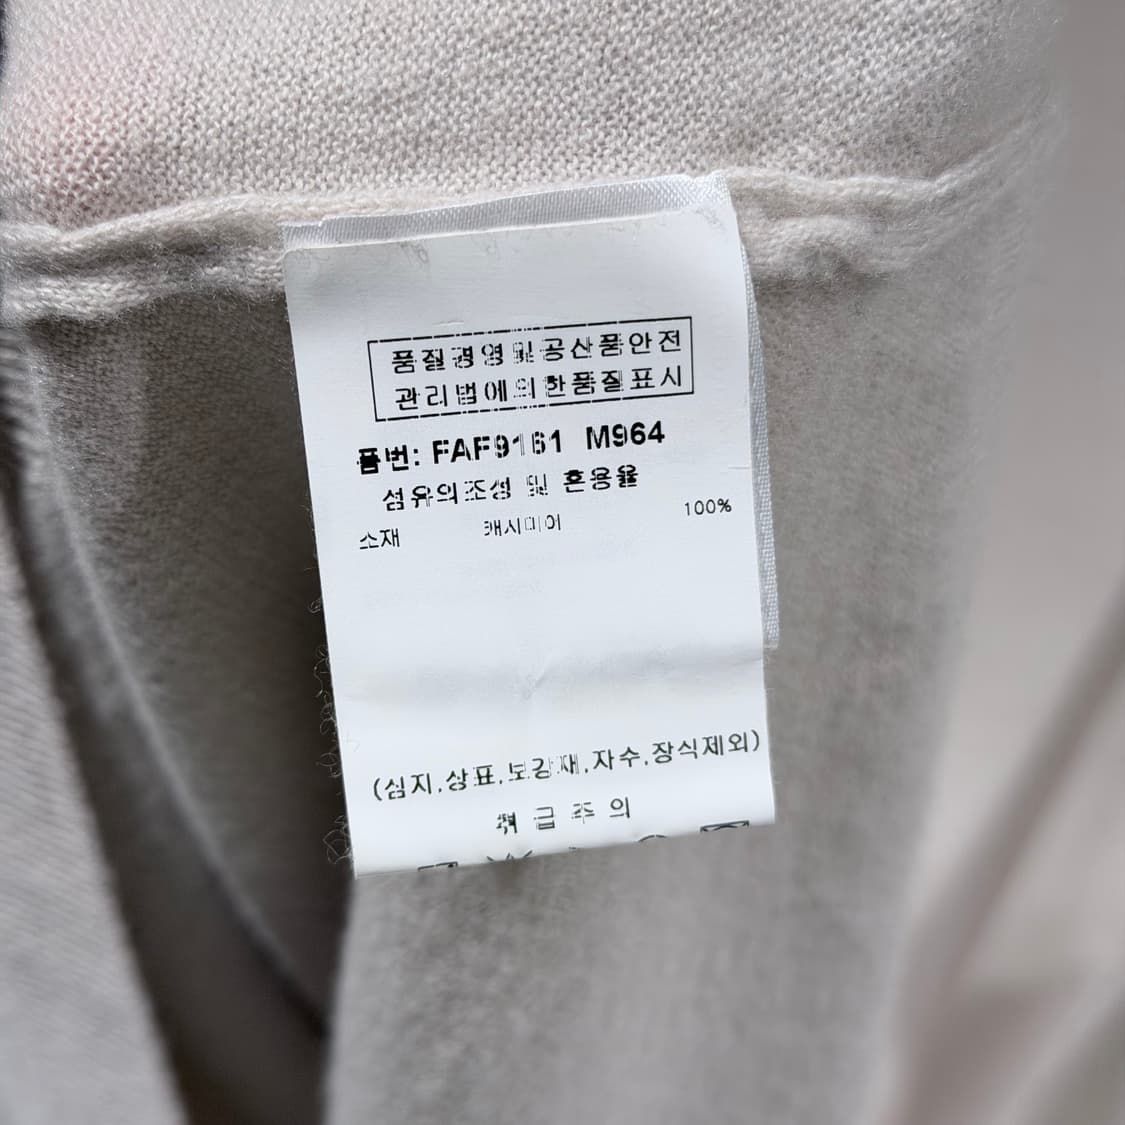 품질경영및공산품안전
관리법에의한품질표시
품번: FAF9161 M964
섬유의조성 및 혼용율
소재 캐시미어 100%
(심지,상표,보강재,자수,장식제외)
취급주의